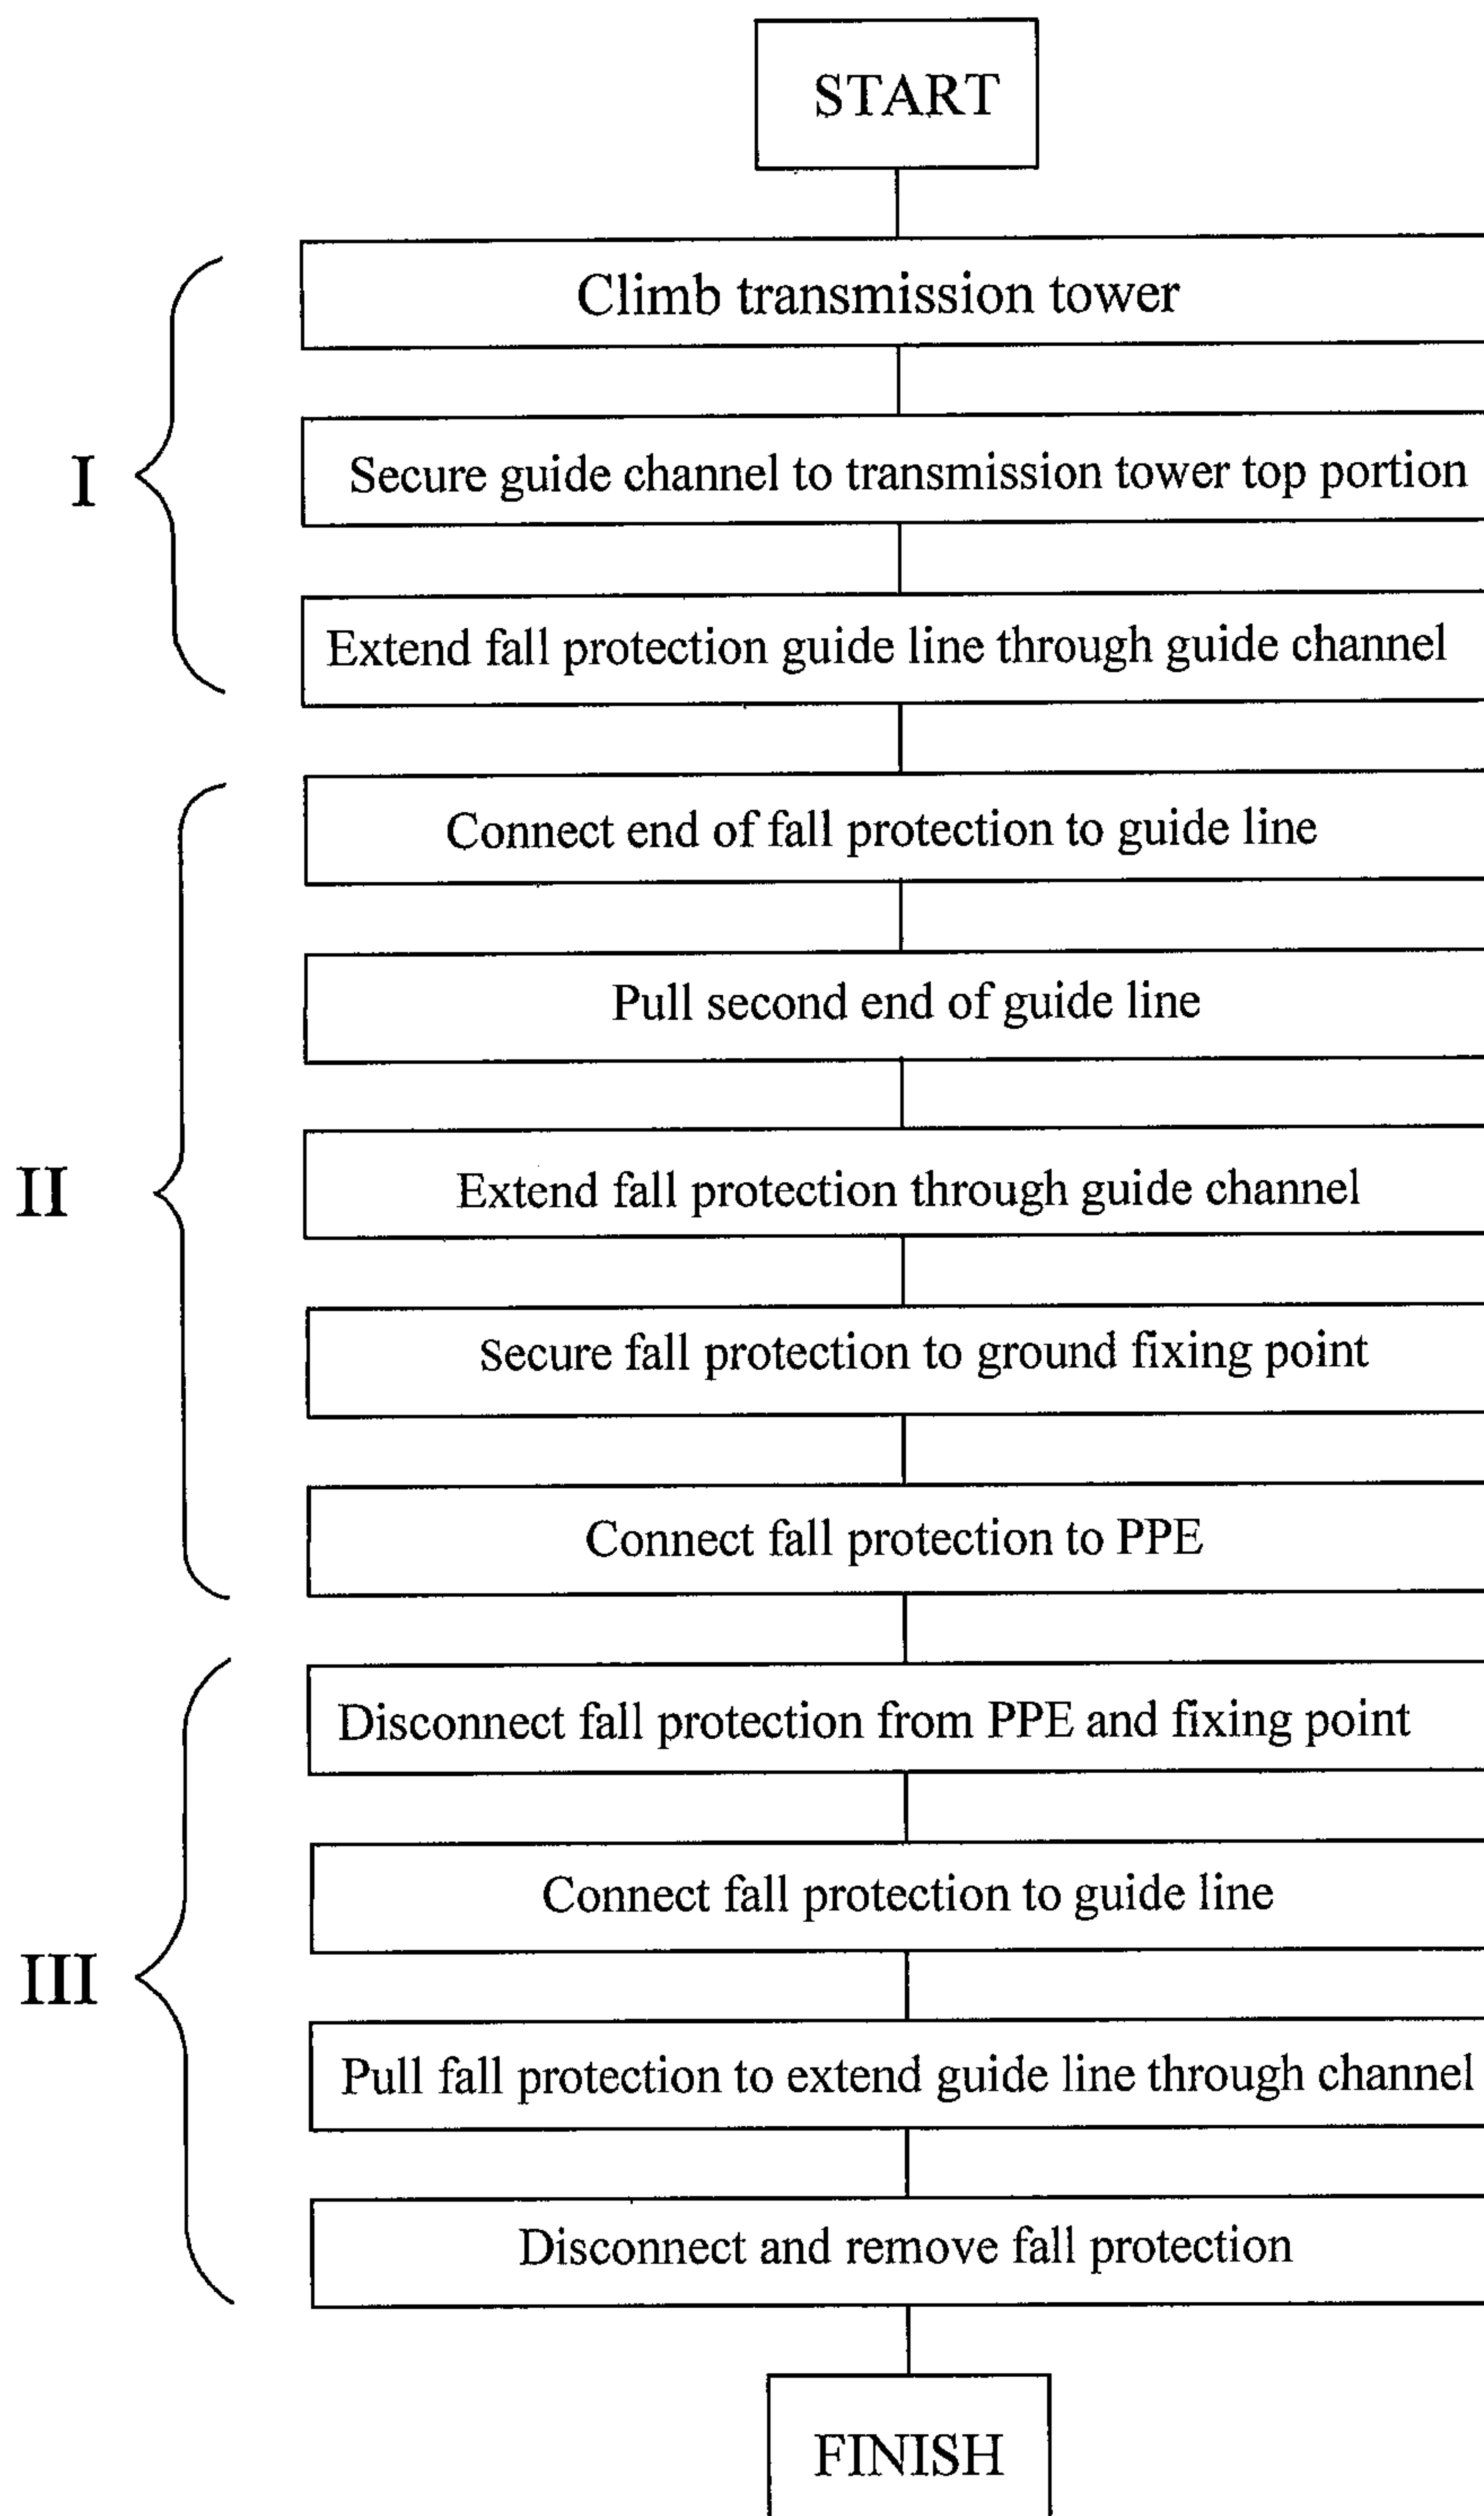 START
Climb transmission tower
Secure guide channel to transmission tower top portion
I
Extend fall protection guide line through guide channel
Connect end of fall protection to guide line
Pull second end of guide line
II
Extend fall protection through guide channel
Secure fall protection to ground fixing point
Connect fall protection to PPE
Disconnect fall protection from PPE and fixing point
Connect fall protection to guide line
III
Pull fall protection to extend guide line through channel
Disconnect and remove fall protection
FINISH